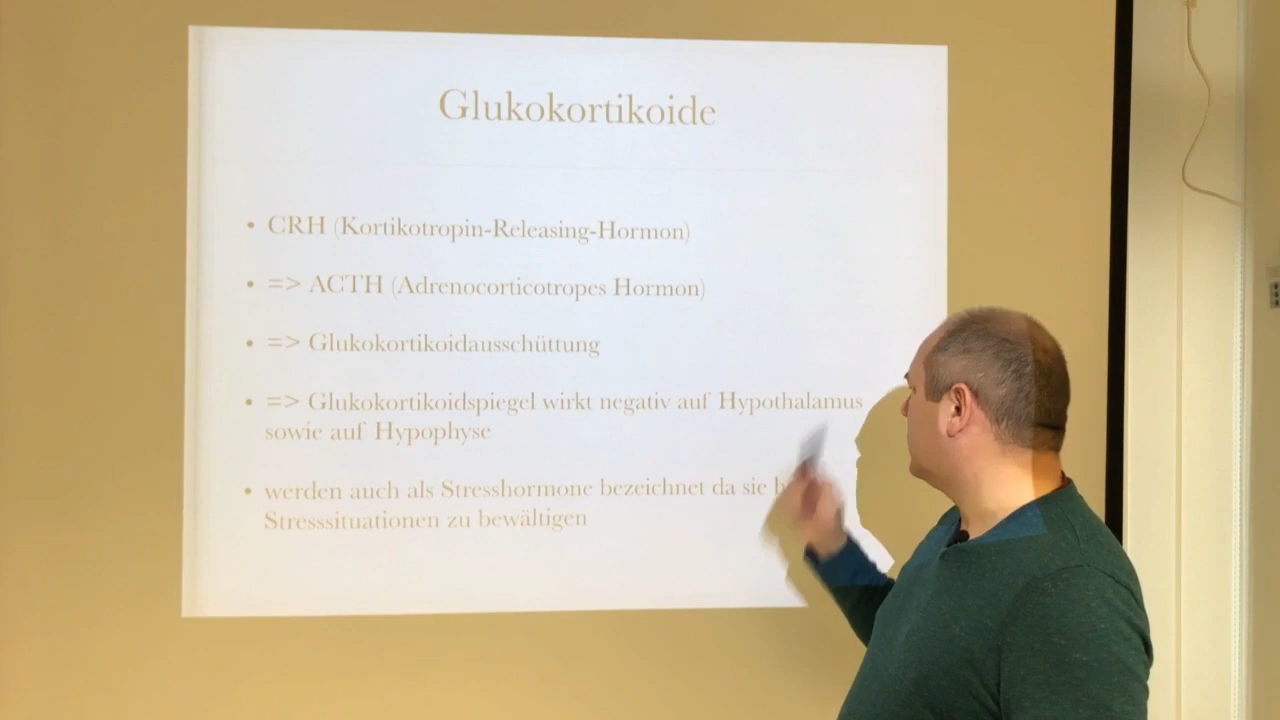 Glukokortikoide
• CRH (Kortikotropin-Releasing-Hormon)
• => ACTH (Adrenocorticotropes Hormon)
• => Glukokortikoidausschüttung
• => Glukokortikoidspiegel wirkt negativ auf Hypothalamus
sowie auf Hypophyse
• werden auch als Stresshormone bezeichnet da sie
Stresssituationen zu bewältigen